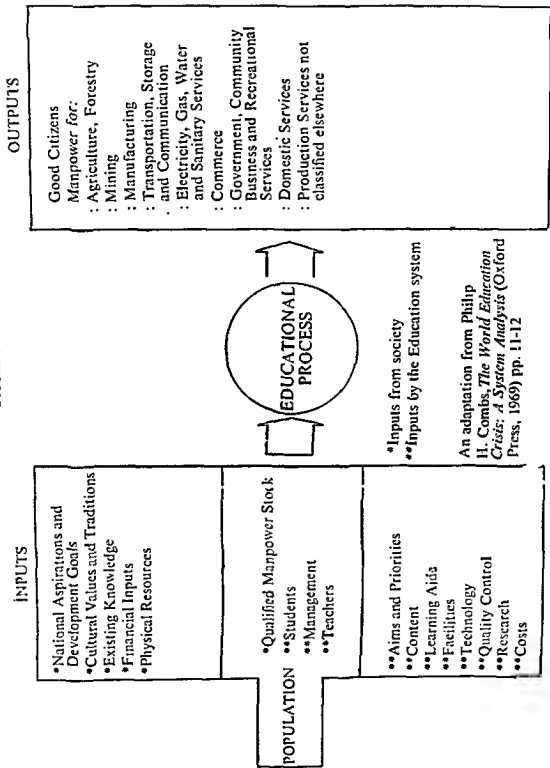 INPUTS
*National Aspirations and
Development Goals
*Cultural Values and Traditions
*Existing Knowledge
*Financial Inputs
*Physical Resources
POPULATION
*Qualified Manpower Stock
**Students
**Management
**Teachers
**Aims and Priorities
**Content
**Learning Aids
**Facilities
**Technology
**Quality Control
**Research
**Costs
EDUCATIONAL
PROCESS
*Inputs from society
**Inputs by the Education system
An adaptation from Philip
H. Combs, The World Education
Crisis: A System Analysis (Oxford
Press, 1969) pp. 11-12
OUTPUTS
Good Citizens
Manpower for:
: Agriculture, Forestry
: Mining
: Manufacturing
: Transportation, Storage
. and Communication
: Electricity, Gas, Water
and Sanitary Services
: Commerce
: Government, Community
Business and Recreational
Services
: Domestic Services
: Production Services not
classified elsewhere